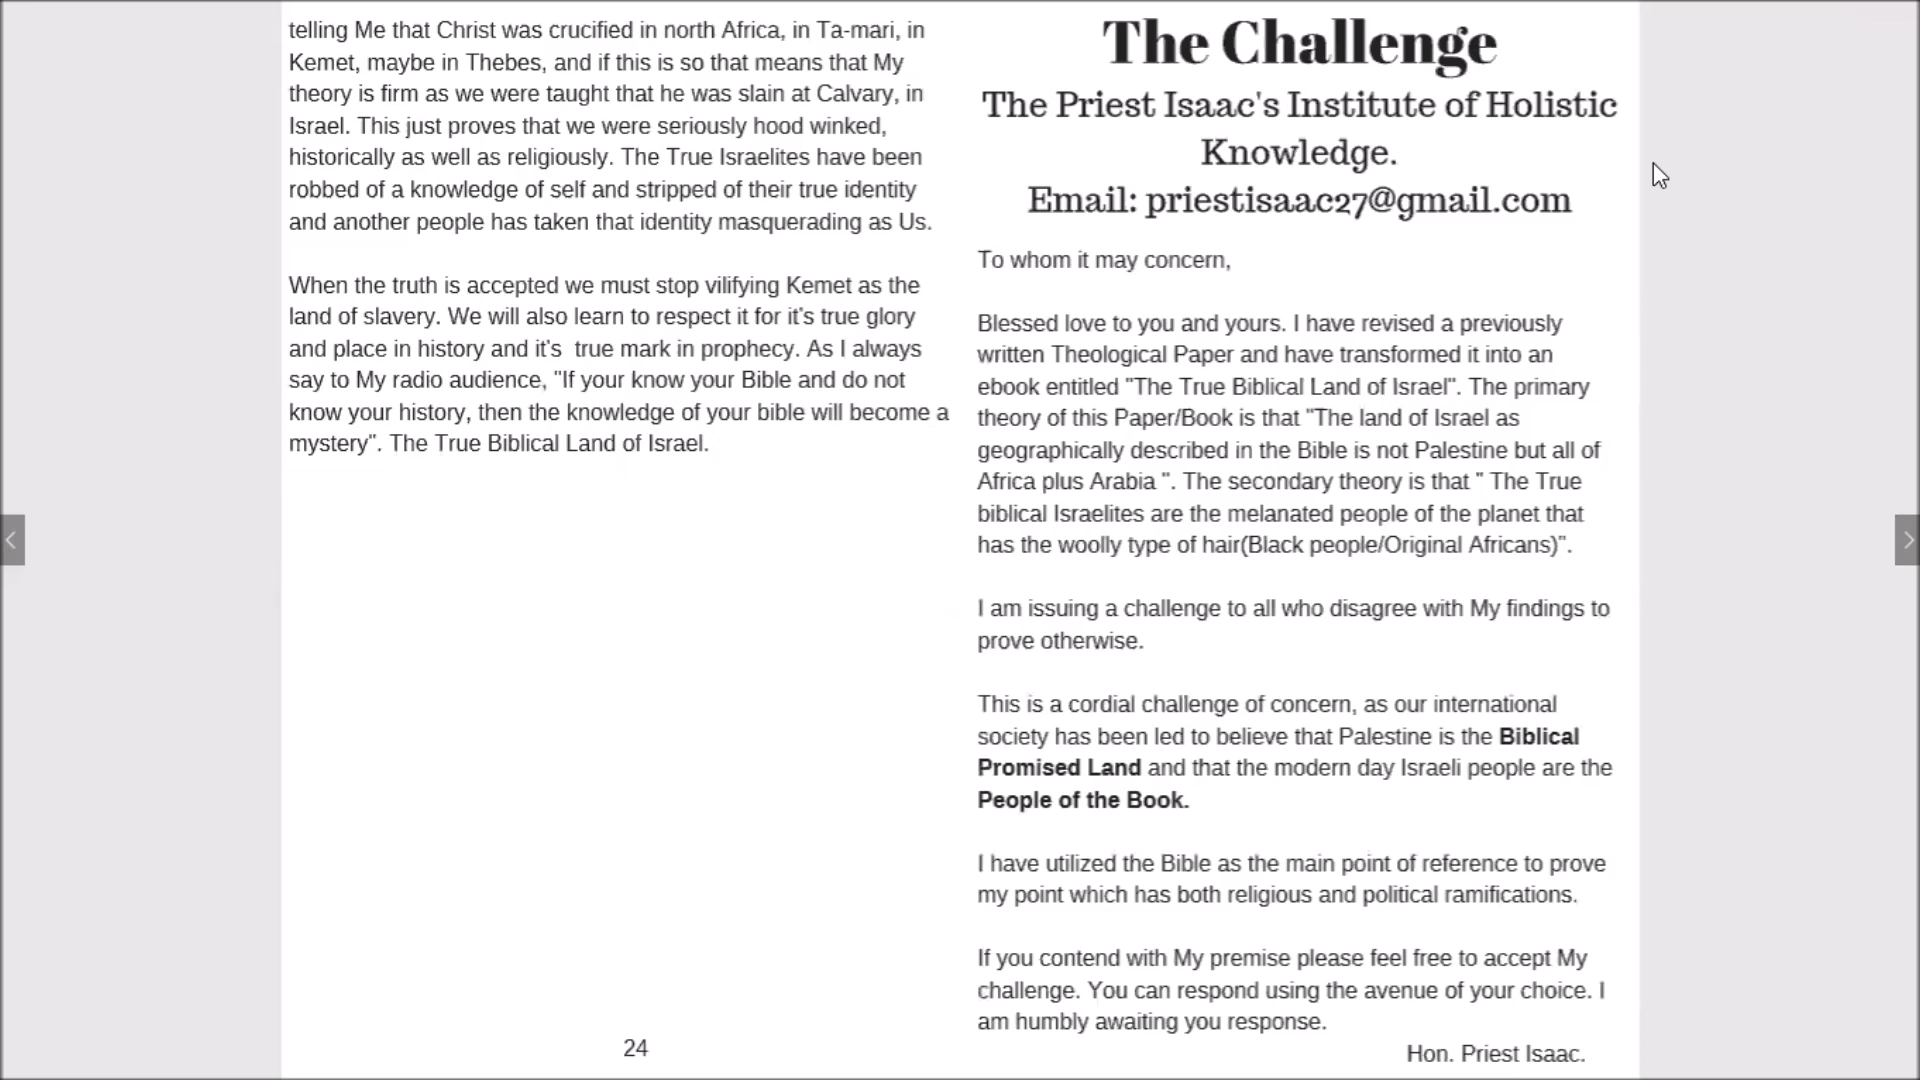 telling Me that Christ was crucified in north Africa, in Ta-mari, in
Kemet, maybe in Thebes, and if this is so that means that My
theory is firm as we were taught that he was slain at Calvary, in
Israel. This just proves that we were seriously hood winked,
historically as well as religiously. The True Israelites have been
robbed of a knowledge of self and stripped of their true identity
and another people has taken that identity masquerading as Us.
When the truth is accepted we must stop vilifying Kemet as the
land of slavery. We will also learn to respect it for it's true glory
and place in history and it's  true mark in prophecy. As I always
say to My radio audience, "If your know your Bible and do not
know your history, then the knowledge of your bible will become a
mystery". The True Biblical Land of Israel.
24
The Challenge
The Priest Isaac's Institute of Holistic
Knowledge.
Email: priestisaac27@gmail.com
To whom it may concern,
Blessed love to you and yours. I have revised a previously
written Theological Paper and have transformed it into an
ebook entitled "The True Biblical Land of Israel". The primary
theory of this Paper/Book is that "The land of Israel as
geographically described in the Bible is not Palestine but all of
Africa plus Arabia ". The secondary theory is that " The True
biblical Israelites are the melanated people of the planet that
has the woolly type of hair(Black people/Original Africans)".
I am issuing a challenge to all who disagree with My findings to
prove otherwise.
This is a cordial challenge of concern, as our international
society has been led to believe that Palestine is the Biblical
Promised Land and that the modern day Israeli people are the
People of the Book.
I have utilized the Bible as the main point of reference to prove
my point which has both religious and political ramifications.
If you contend with My premise please feel free to accept My
challenge. You can respond using the avenue of your choice. I
am humbly awaiting you response.
Hon. Priest Isaac.